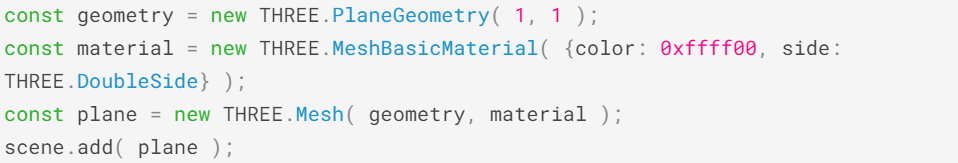 const geometry = new THREE.PlaneGeometry( 1, 1 );
const material = new THREE.MeshBasicMaterial( {color: 0xffff00, side:
THREE.DoubleSide} );
const plane = new THREE.Mesh( geometry, material );
scene.add( plane );